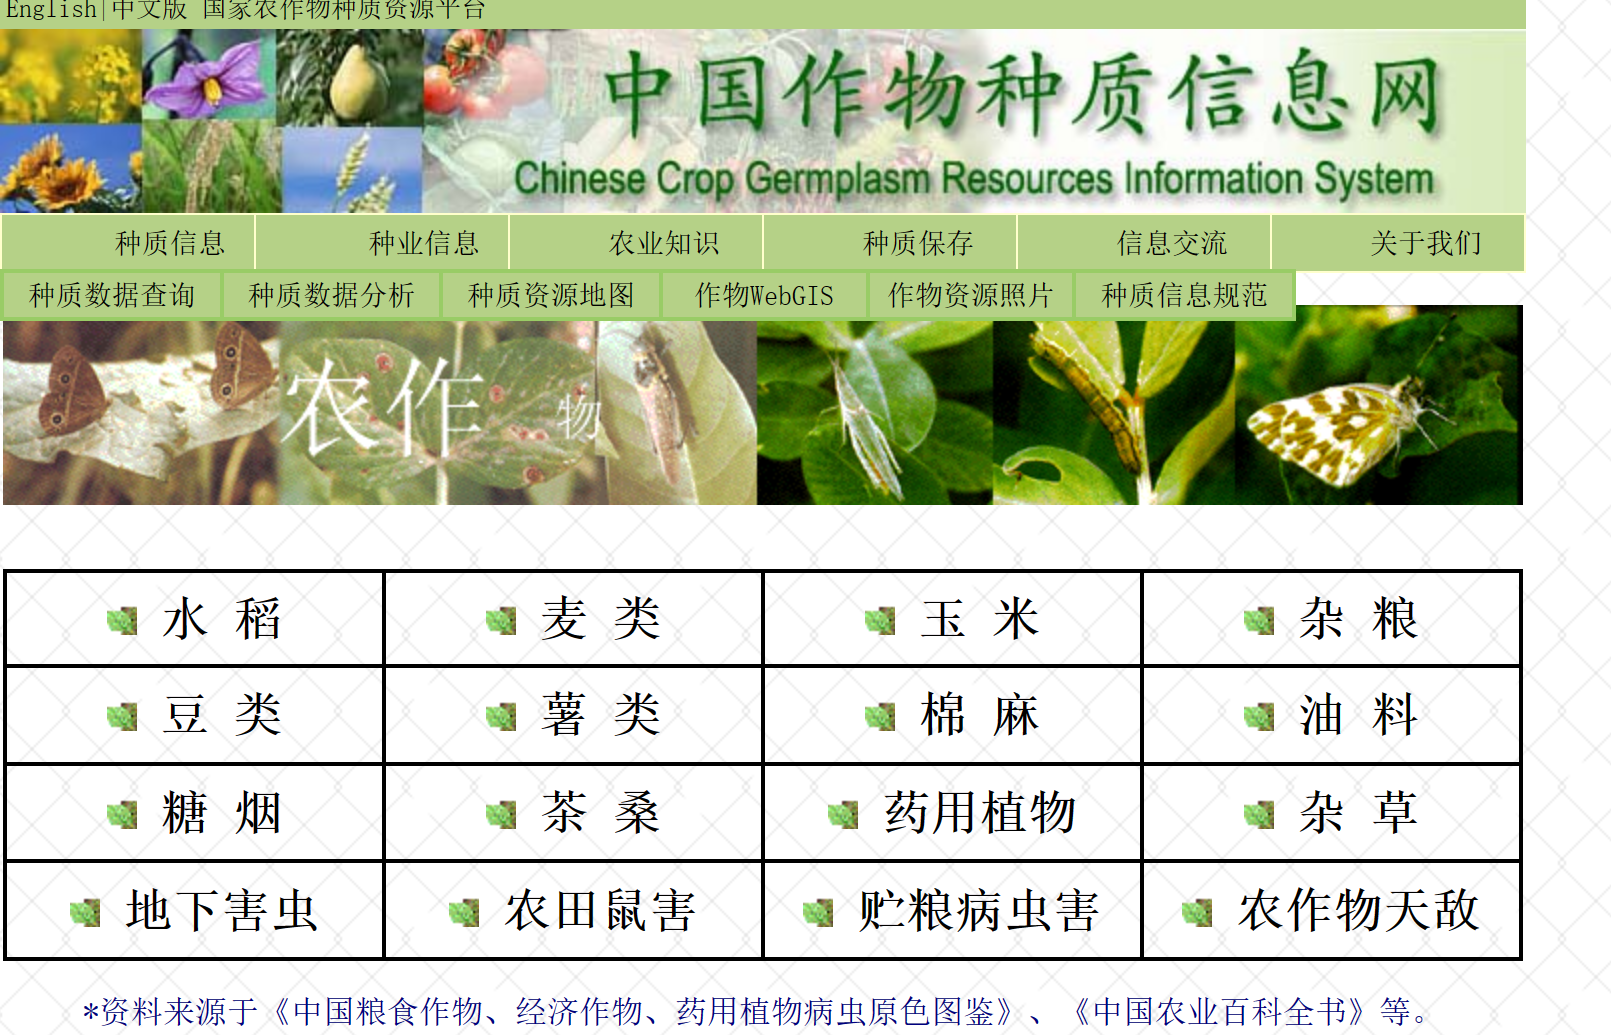 English|中文版 国家农作物种质资源平台
中国作物种质信息网
Chinese Crop Germplasm Resources Information System
种质信息 种业信息 农业知识 种质保存 信息交流 关于我们
种质数据查询 种质数据分析 种质资源地图 作物WebGIS 作物资源照片 种质信息规范
农作物
水 稻 麦 类 玉 米 杂 粮
豆 类 薯 类 棉 麻 油 料
糖 烟 茶 桑 药用植物 杂 草
地下害虫 农田鼠害 贮粮病虫害 农作物天敌
*资料来源于《中国粮食作物、经济作物、药用植物病虫原色图鉴》、《中国农业百科全书》等。